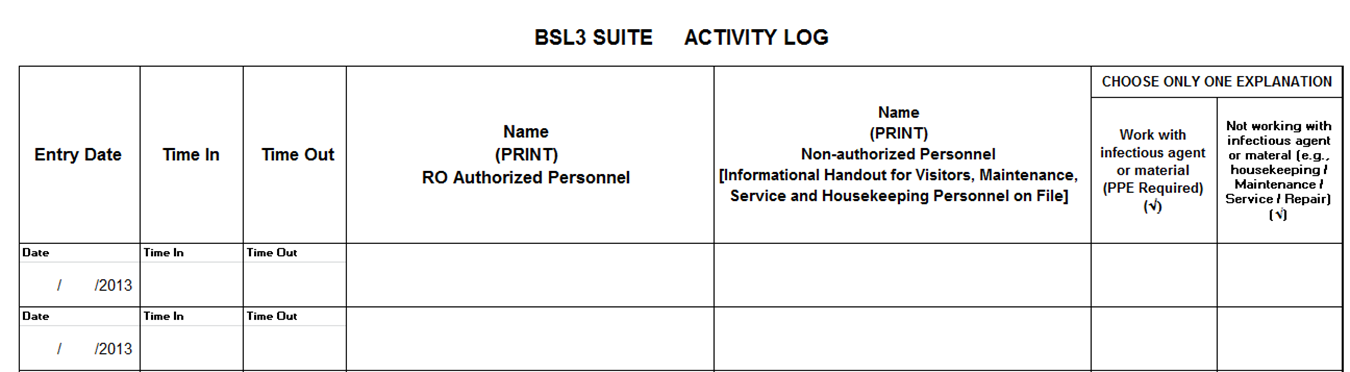 BSL3 SUITE ACTIVITY LOG
CHOOSE ONLY ONE EXPLANATION
Entry Date
Time In
Time Out
Name
(PRINT)
RO Authorized Personnel
Name
(PRINT)
Non-authorized Personnel
[Informational Handout for Visitors, Maintenance,
Service and Housekeeping Personnel on File]
Work with
infectious agent
or material
(PPE Required)
(√)
Not working with
infectious agent
or materal (e.g.,
housekeeping /
Maintenance /
Service / Repair)
(√)
Date
Time In
Time Out
/ /2013
Date
Time In
Time Out
/ /2013